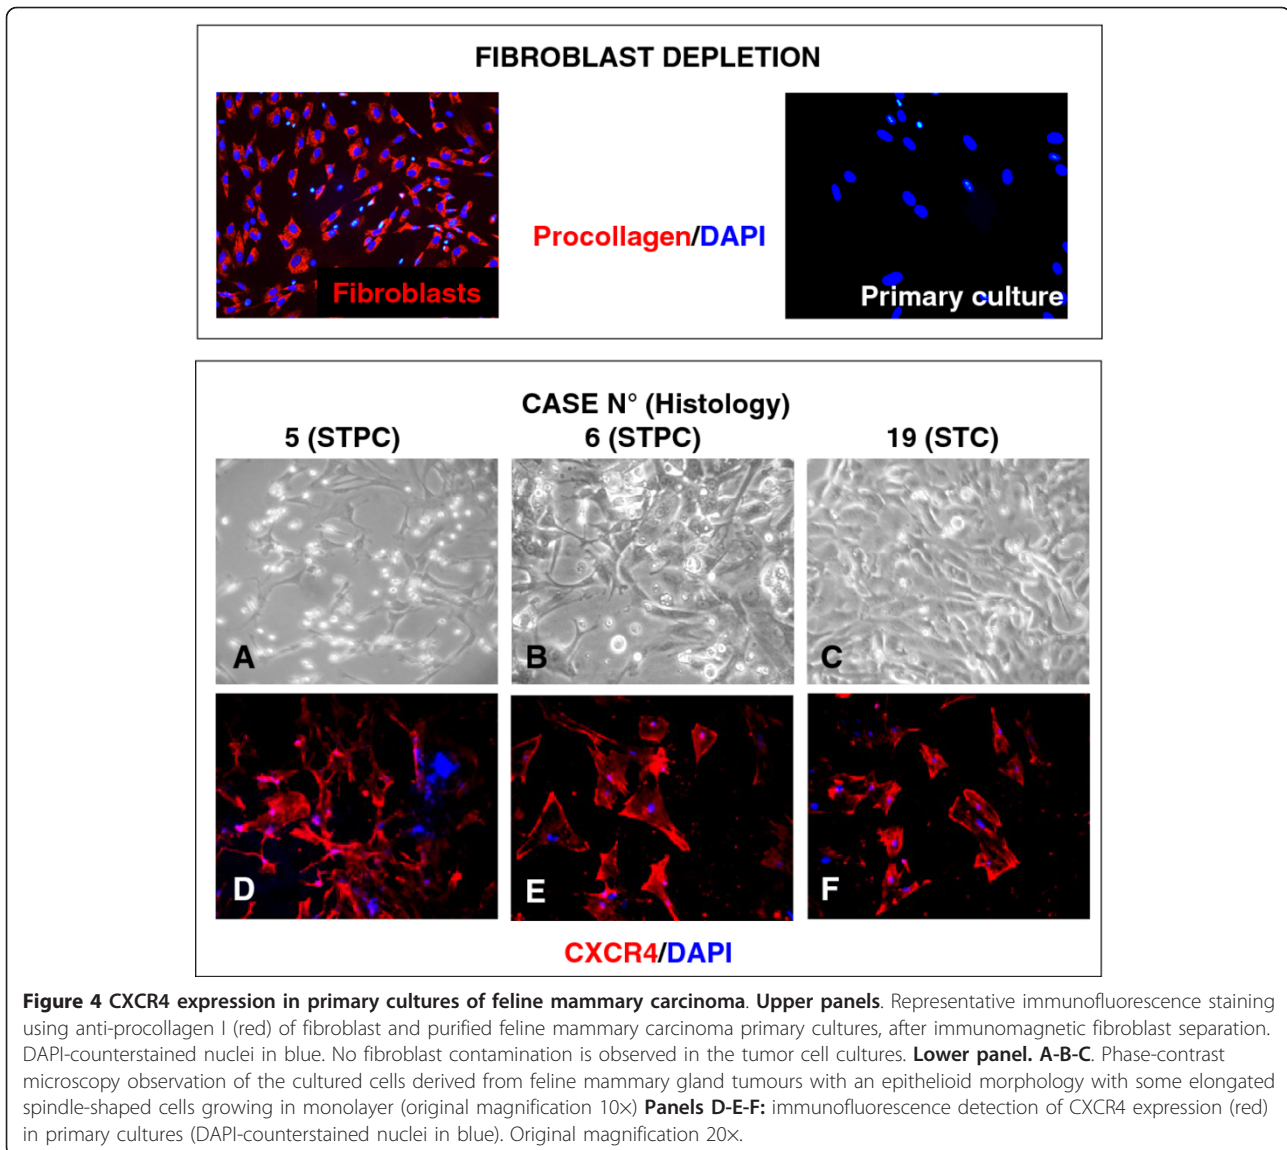 FIBROBLAST DEPLETION
Fibroblasts
Procollagen/DAPI
Primary culture
CASE N° (Histology)
5 (STPC) 6 (STPC) 19 (STC)
A B C
D E F
CXCR4/DAPI
Figure 4 CXCR4 expression in primary cultures of feline mammary carcinoma. Upper panels. Representative immunofluorescence staining
using anti-procollagen I (red) of fibroblast and purified feline mammary carcinoma primary cultures, after immunomagnetic fibroblast separation.
DAPI-counterstained nuclei in blue. No fibroblast contamination is observed in the tumor cell cultures. Lower panel. A-B-C. Phase-contrast
microscopy observation of the cultured cells derived from feline mammary gland tumours with an epithelioid morphology with some elongated
spindle-shaped cells growing in monolayer (original magnification 10×) Panels D-E-F: immunofluorescence detection of CXCR4 expression (red)
in primary cultures (DAPI-counterstained nuclei in blue). Original magnification 20×.